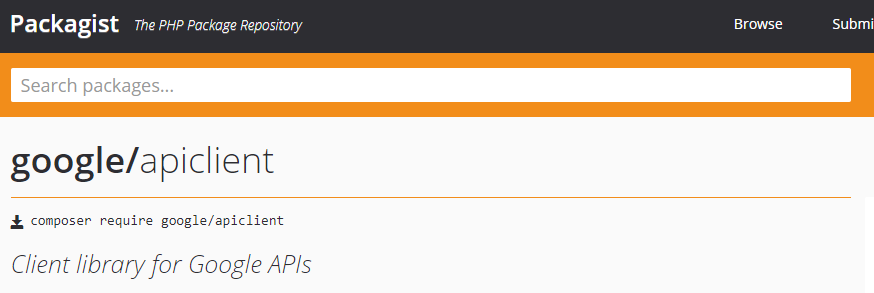 Packagist The PHP Package Repository Browse Submi
Search packages...
google/apiclient
composer require google/apiclient
Client library for Google APIs